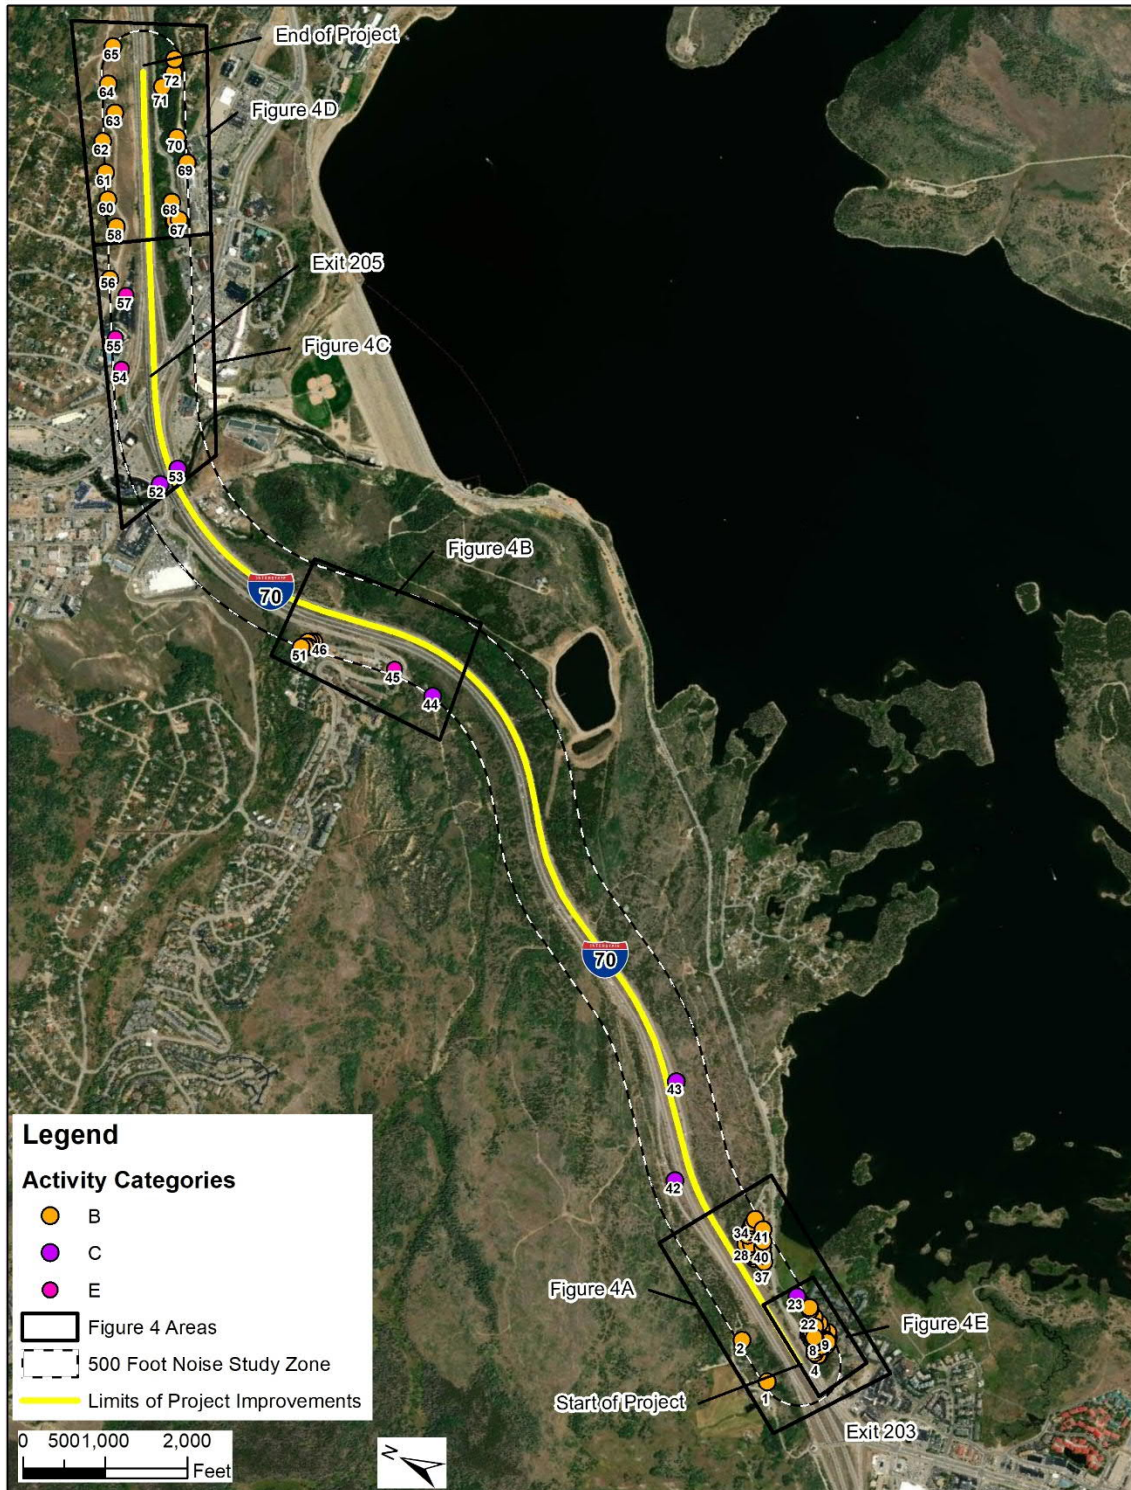 End of Project
65
72
64
71
Figure 4D
63
62
70
69
61
60
68
67
58
Exit 205
56
57
55
Figure 4C
54
53
52
Figure 4B
INTERSTATE
70
51
46
45
44
INTERSTATE
70
43
42
34
41
28
40
37
Figure 4A
23
22
Figure 4E
2
8
9
4
1
Start of Project
Exit 203
Legend
Activity Categories
B
C
E
Figure 4 Areas
500 Foot Noise Study Zone
Limits of Project Improvements
0 500 1,000 2,000
Feet
N